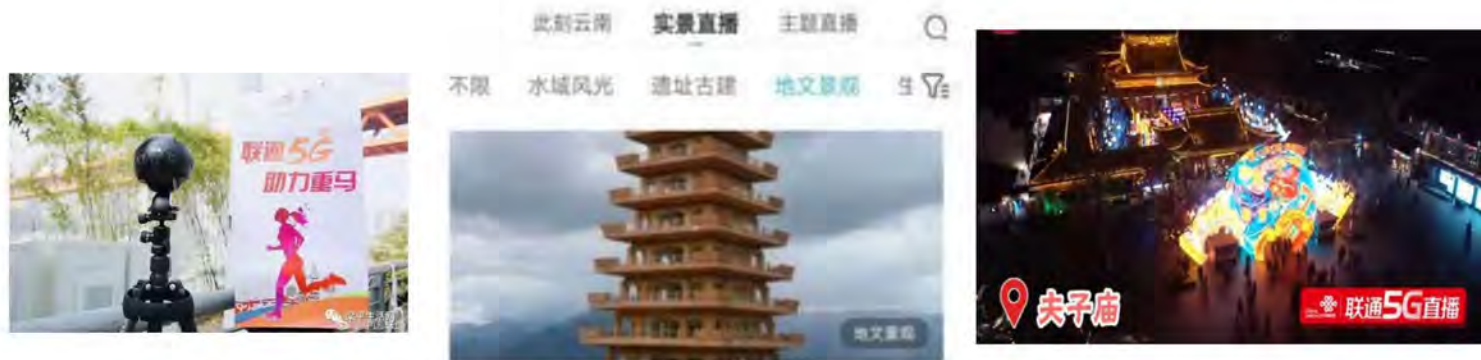 联通5G
助力重马
此刻云南 实景直播 主题直播
不限 水域风光 遗址古建 地文景观 生
地文景观
夫子庙
联通5G直播